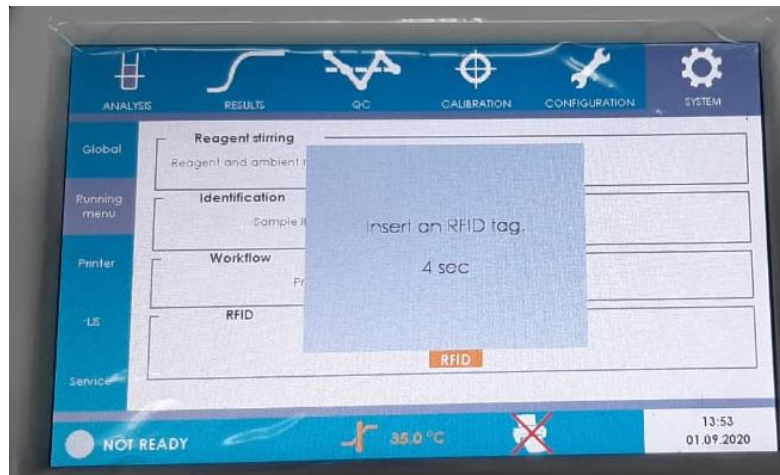 ANALYSIS
RESULTS
QC
CALIBRATION
CONFIGURATION
SYSTEM
Global
Running
menu
Printer
LIS
Service
Reagent stirring
Reagent and ambient
Identification
Sample
Workflow
RFID
Insert an RFID tag.
4 sec
RFID
NOT READY
35.0 °C
13:53
01.09.2020